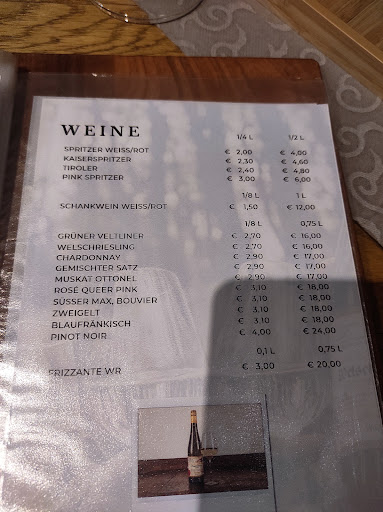 WEINE 1/4 L 1/2 L
SPRITZER WEISS/ROT € 2,00 € 4,00
KAISERSPRITZER € 2,30 € 4,60
TIROLER € 2,40 € 4,80
PINK SPRITZER € 3,00 € 6,00
1/8 L 1 L
SCHANKWEIN WEISS/ROT € 1,50 € 12,00
1/8 L 0,75 L
GRÜNER VELTLINER € 2,70 € 16,00
WELSCHRIESLING € 2,70 € 16,00
CHARDONNAY € 2,90 € 17,00
GEMISCHTER SATZ € 2,90 € 17,00
MUSKAT OTTONEL € 2,90 € 17,00
ROSÉ QUEER PINK € 3,10 € 18,00
SÜSSER MAX, BOUVIER € 3,10 € 18,00
ZWEIGELT € 3,10 € 18,00
BLAUFRÄNKISCH € 3,10 € 18,00
PINOT NOIR € 4,00 € 24,00
0,1 L 0,75 L
FRIZZANTE WR € 3,00 € 20,00